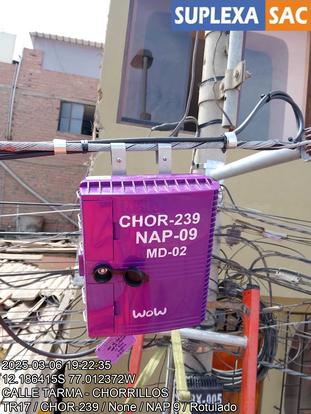 SUPLEXA SAC
CHOR-239
NAP-09
MD-02
WOW
2025-03-06 19:22:35
12.186415S 77.012372W
CALLE TARMA - CHORRILLOS
TR17 / CHOR-239 / None / NAP 9 / Rotulado